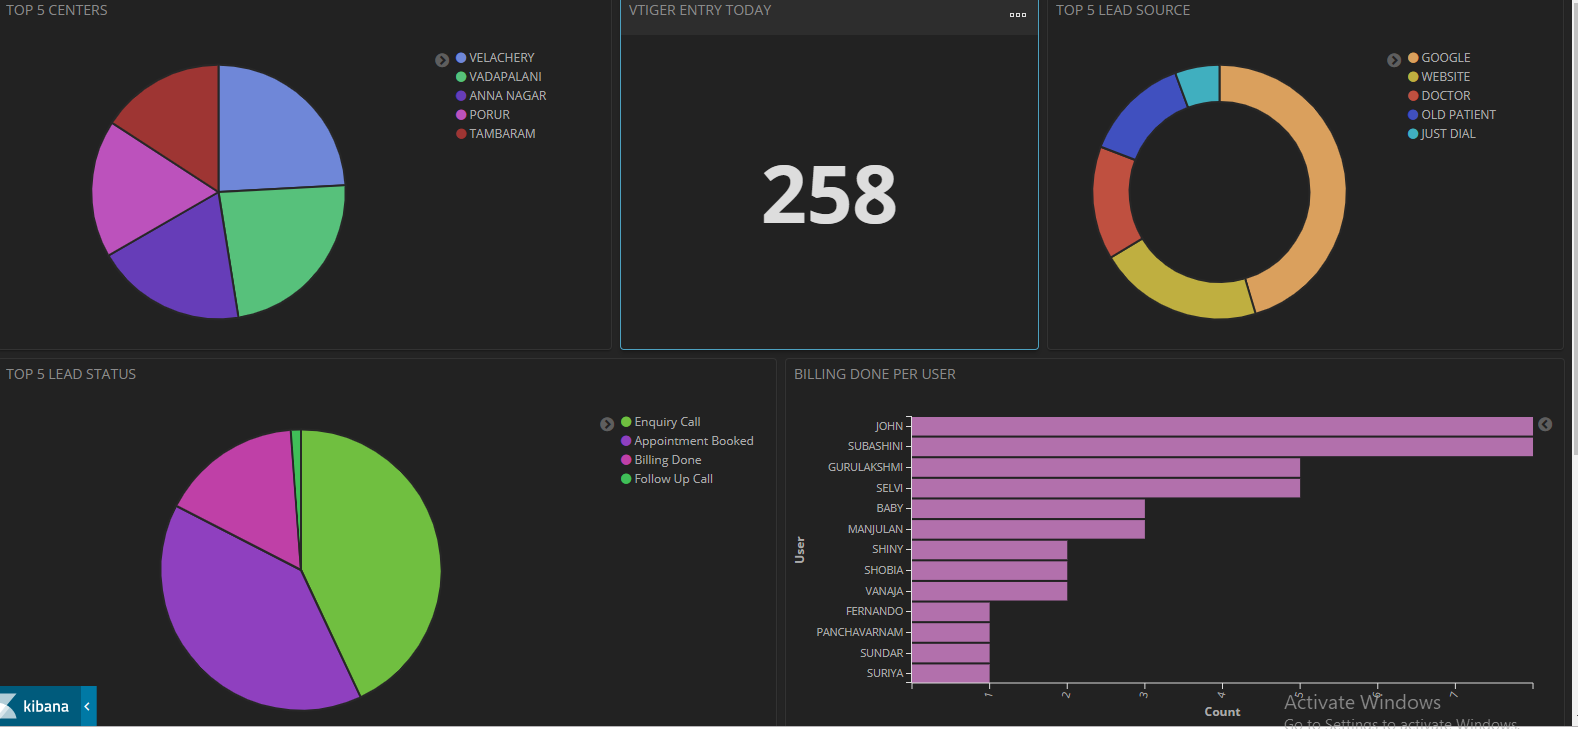 TOP 5 CENTERS
VELACHERY
VADAPALANI
ANNA NAGAR
PORUR
TAMBARAM
VTIGER ENTRY TODAY
258
TOP 5 LEAD SOURCE
GOOGLE
WEBSITE
DOCTOR
OLD PATIENT
JUST DIAL
TOP 5 LEAD STATUS
Enquiry Call
Appointment Booked
Billing Done
Follow Up Call
BILLING DONE PER USER
User
JOHN
SUBASHINI
GURULAKSHMI
SELVI
BABY
MANJULAN
SHINY
SHOBIA
VANAJA
FERNANDO
PANCHAVARNAM
SUNDAR
SURIYA
1 2 3 4 5 6 7
Count
kibana
Activate Windows
Go to Settings to activate Windows.